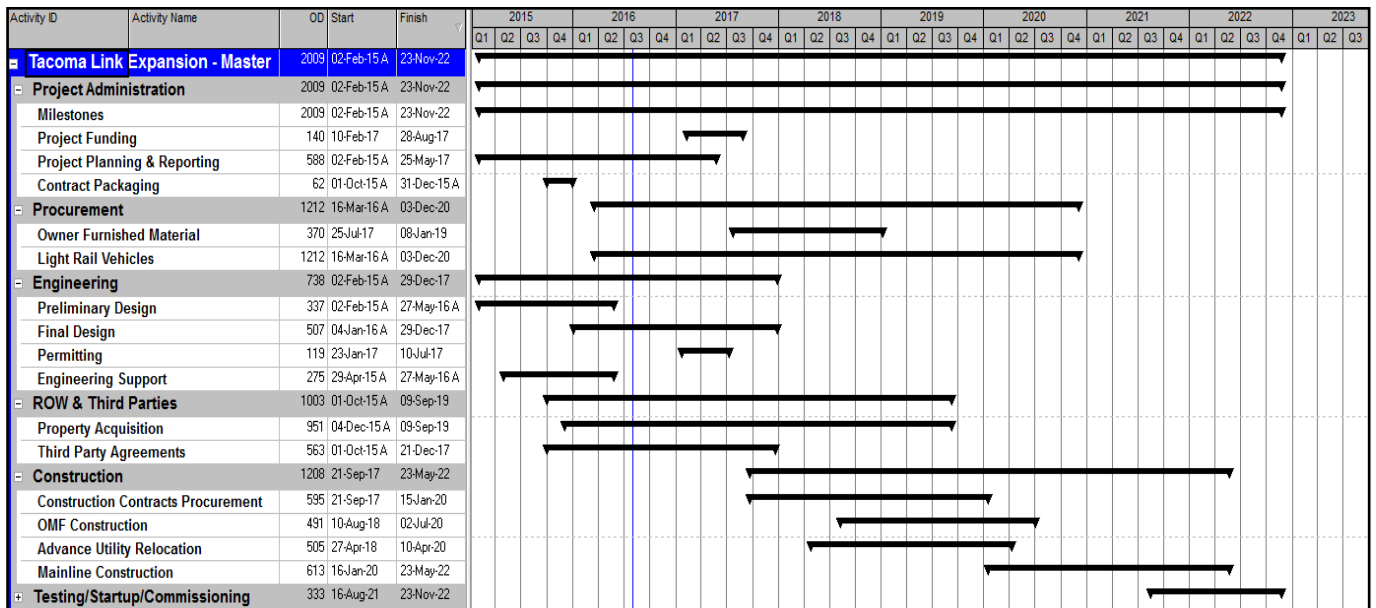 Activity ID Activity Name OD Start Finish 2015 2016 2017 2018 2019 2020 2021 2022 2023
Q1 Q2 Q3 Q4 Q1 Q2 Q3 Q4 Q1 Q2 Q3 Q4 Q1 Q2 Q3 Q4 Q1 Q2 Q3 Q4 Q1 Q2 Q3 Q4 Q1 Q2 Q3 Q4 Q1 Q2 Q3 Q4 Q1 Q2 Q3
Tacoma Link Expansion - Master 2009 02-Feb-15 A 23-Nov-22
Project Administration 2009 02-Feb-15 A 23-Nov-22
Milestones 2009 02-Feb-15 A 23-Nov-22
Project Funding 140 10-Feb-17 28-Aug-17
Project Planning & Reporting 588 02-Feb-15 A 25-May-17
Contract Packaging 62 01-Oct-15 A 31-Dec-15 A
Procurement 1212 16-Mar-16 A 03-Dec-20
Owner Furnished Material 370 25-Jul-17 08-Jan-19
Light Rail Vehicles 1212 16-Mar-16 A 03-Dec-20
Engineering 738 02-Feb-15 A 29-Dec-17
Preliminary Design 337 02-Feb-15 A 27-May-16 A
Final Design 507 04-Jan-16 A 29-Dec-17
Permitting 119 23-Jan-17 10-Jul-17
Engineering Support 275 29-Apr-15 A 27-May-16 A
ROW & Third Parties 1003 01-Oct-15 A 09-Sep-19
Property Acquisition 951 04-Dec-15 A 09-Sep-19
Third Party Agreements 563 01-Oct-15 A 21-Dec-17
Construction 1208 21-Sep-17 23-May-22
Construction Contracts Procurement 595 21-Sep-17 15-Jan-20
OMF Construction 491 10-Aug-18 02-Jul-20
Advance Utility Relocation 505 27-Apr-18 10-Apr-20
Mainline Construction 613 16-Jan-20 23-May-22
Testing/Startup/Commissioning 333 16-Aug-21 23-Nov-22